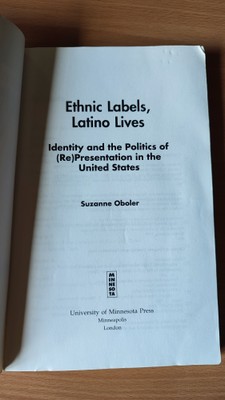 Ethnic Labels,
Latino Lives
Identity and the Politics of
(Re)Presentation in the
United States
Suzanne Oboler
MINNESOTA
University of Minnesota Press
Minneapolis
London